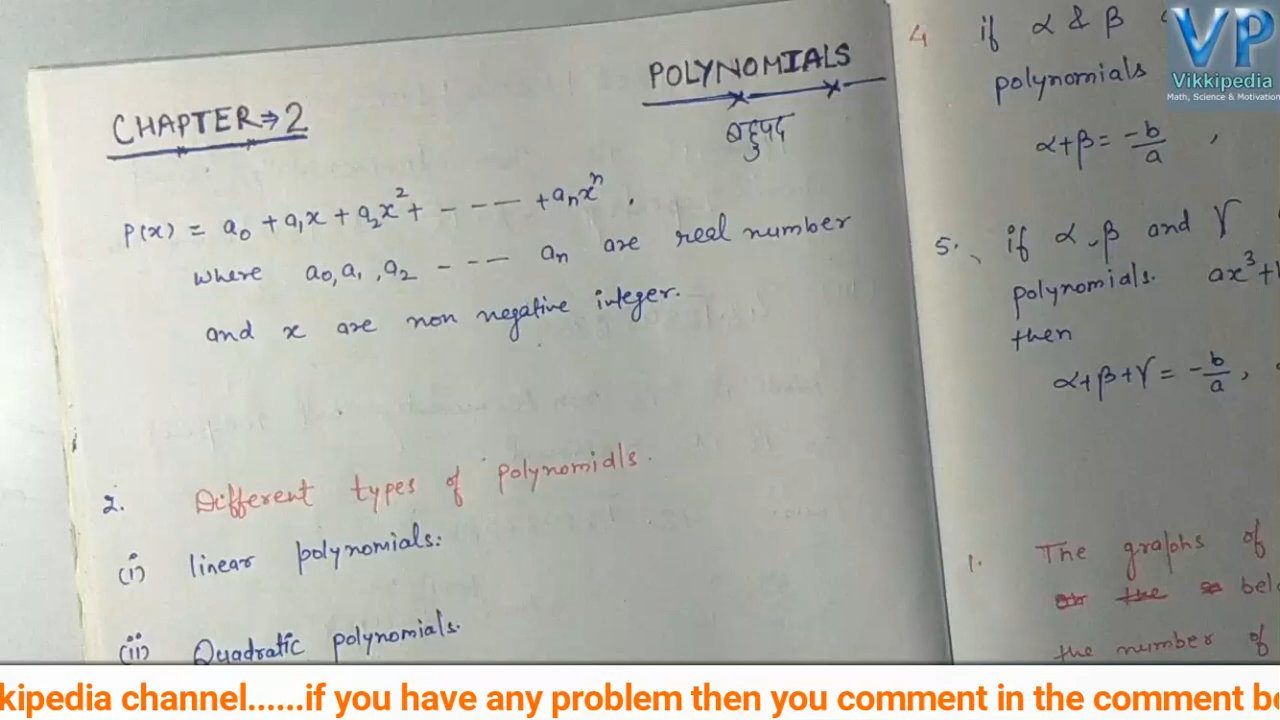 CHAPTER⇒2
POLYNOMIALS
बहुपद
P(x) = a₀ + a₁x + a₂x² + - - - - + aₙxⁿ .
where a₀, a₁ , a₂ - - - - aₙ are real number
and x are non negative integer.
2. Different types of polynomials.
(i) linear polynomials:
(ii) Quadratic polynomials.
4 if α & β
polynomials
α+β = -b/a ,
5. if α, β and γ
polynomials. ax³+
then
α+β+γ = -b/a ,
1. The graphs of
the number of
VP
Vikkipedia
Math, Science & Motivation
kipedia channel......if you have any problem then you comment in the comment bo